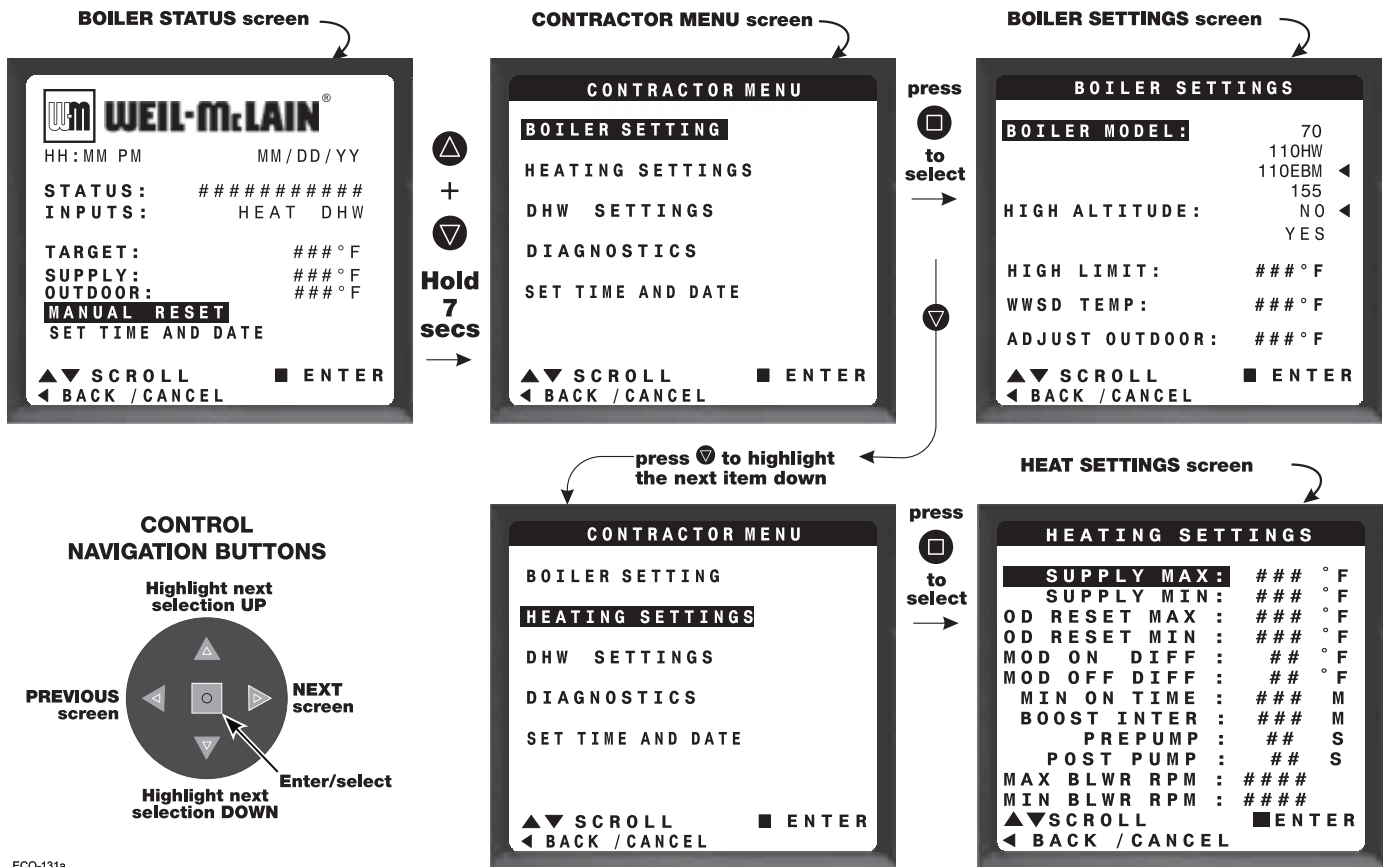 BOILER STATUS screen
WM WEIL-McLAIN®
HH:MM PM MM/DD/YY
STATUS: ###########
INPUTS: HEAT DHW
TARGET: ###°F
SUPPLY: ###°F
OUTDOOR: ###°F
MANUAL RESET
SET TIME AND DATE
▲▼ SCROLL ■ ENTER
◀ BACK /CANCEL
+
Hold
7
secs
CONTRACTOR MENU screen
CONTRACTOR MENU
BOILER SETTING
HEATING SETTINGS
DHW SETTINGS
DIAGNOSTICS
SET TIME AND DATE
▲▼ SCROLL ■ ENTER
◀ BACK /CANCEL
press
to
select
BOILER SETTINGS screen
BOILER SETTINGS
BOILER MODEL: 70
110HW
110EBM ◀
155
HIGH ALTITUDE: NO ◀
YES
HIGH LIMIT: ###°F
WWSD TEMP: ###°F
ADJUST OUTDOOR: ###°F
▲▼ SCROLL ■ ENTER
◀ BACK /CANCEL
press ▽ to highlight
the next item down
CONTROL
NAVIGATION BUTTONS
Highlight next
selection UP
PREVIOUS
screen
NEXT
screen
Enter/select
Highlight next
selection DOWN
CONTRACTOR MENU
BOILER SETTING
HEATING SETTINGS
DHW SETTINGS
DIAGNOSTICS
SET TIME AND DATE
▲▼ SCROLL ■ ENTER
◀ BACK /CANCEL
press
to
select
HEAT SETTINGS screen
HEATING SETTINGS
SUPPLY MAX: ### °F
SUPPLY MIN: ### °F
OD RESET MAX : ### °F
OD RESET MIN : ### °F
MOD ON DIFF : ## °F
MOD OFF DIFF : ## °F
MIN ON TIME : ### M
BOOST INTER : ### M
PREPUMP : ## S
POST PUMP : ## S
MAX BLWR RPM : ####
MIN BLWR RPM : ####
▲▼SCROLL ■ENTER
◀ BACK /CANCEL
ECO-131a